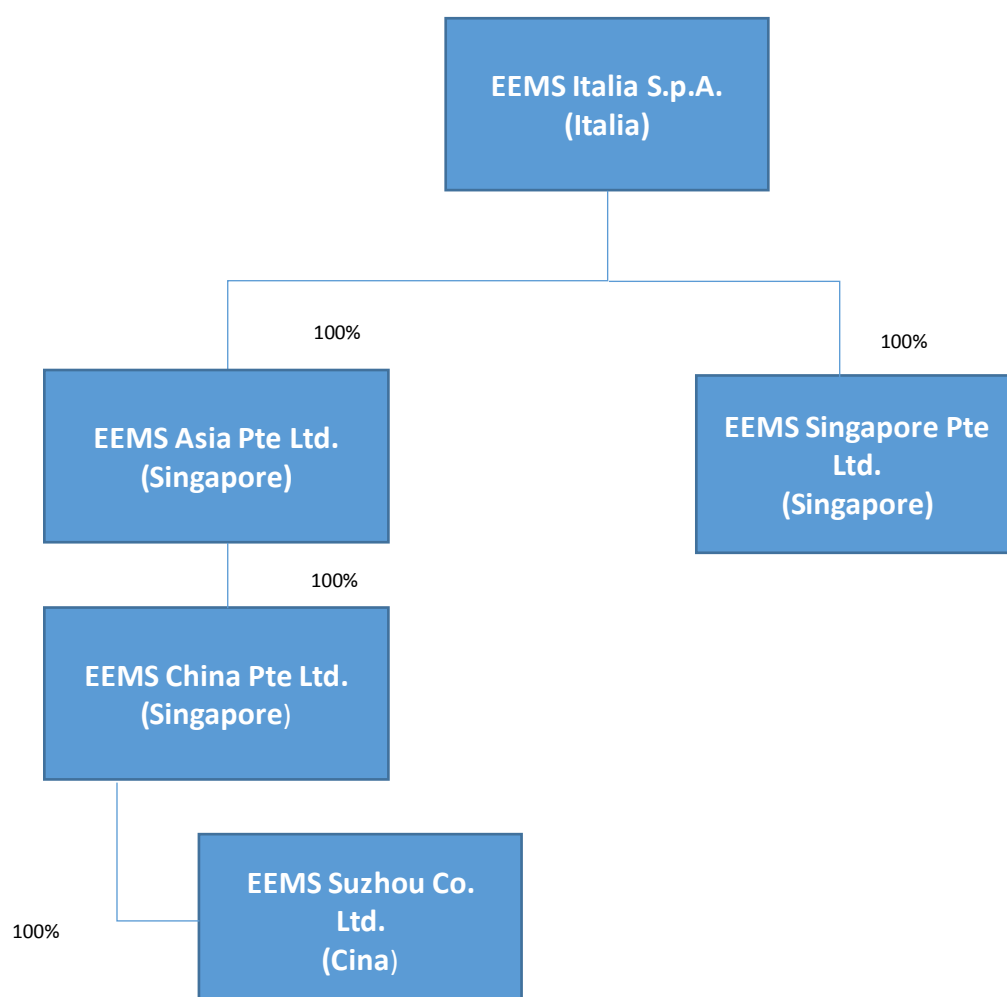 EEMS Italia S.p.A.
(Italia)
100%
100%
EEMS Asia Pte Ltd.
(Singapore)
EEMS Singapore Pte
Ltd.
(Singapore)
100%
EEMS China Pte Ltd.
(Singapore)
EEMS Suzhou Co.
Ltd.
(Cina)
100%